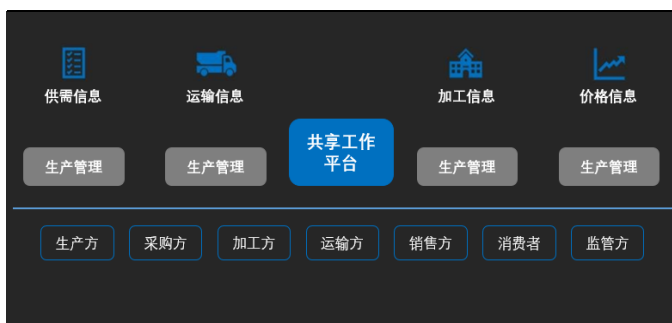 供需信息
运输信息
加工信息
价格信息
共享工作
平台
生产管理
生产管理
生产管理
生产管理
生产方
采购方
加工方
运输方
销售方
消费者
监管方